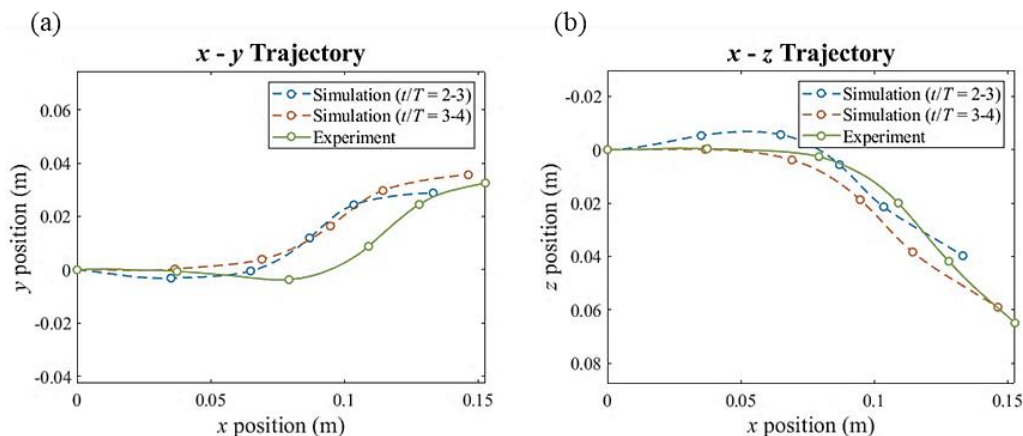 (a)
x - y Trajectory
Simulation (t/T = 2-3)
Simulation (t/T = 3-4)
Experiment
0.06
0.04
0.02
0
-0.02
-0.04
y position (m)
0
0.05
0.1
0.15
x position (m)
(b)
x - z Trajectory
Simulation (t/T = 2-3)
Simulation (t/T = 3-4)
Experiment
-0.02
0
0.02
0.04
0.06
0.08
z position (m)
0
0.05
0.1
0.15
x position (m)